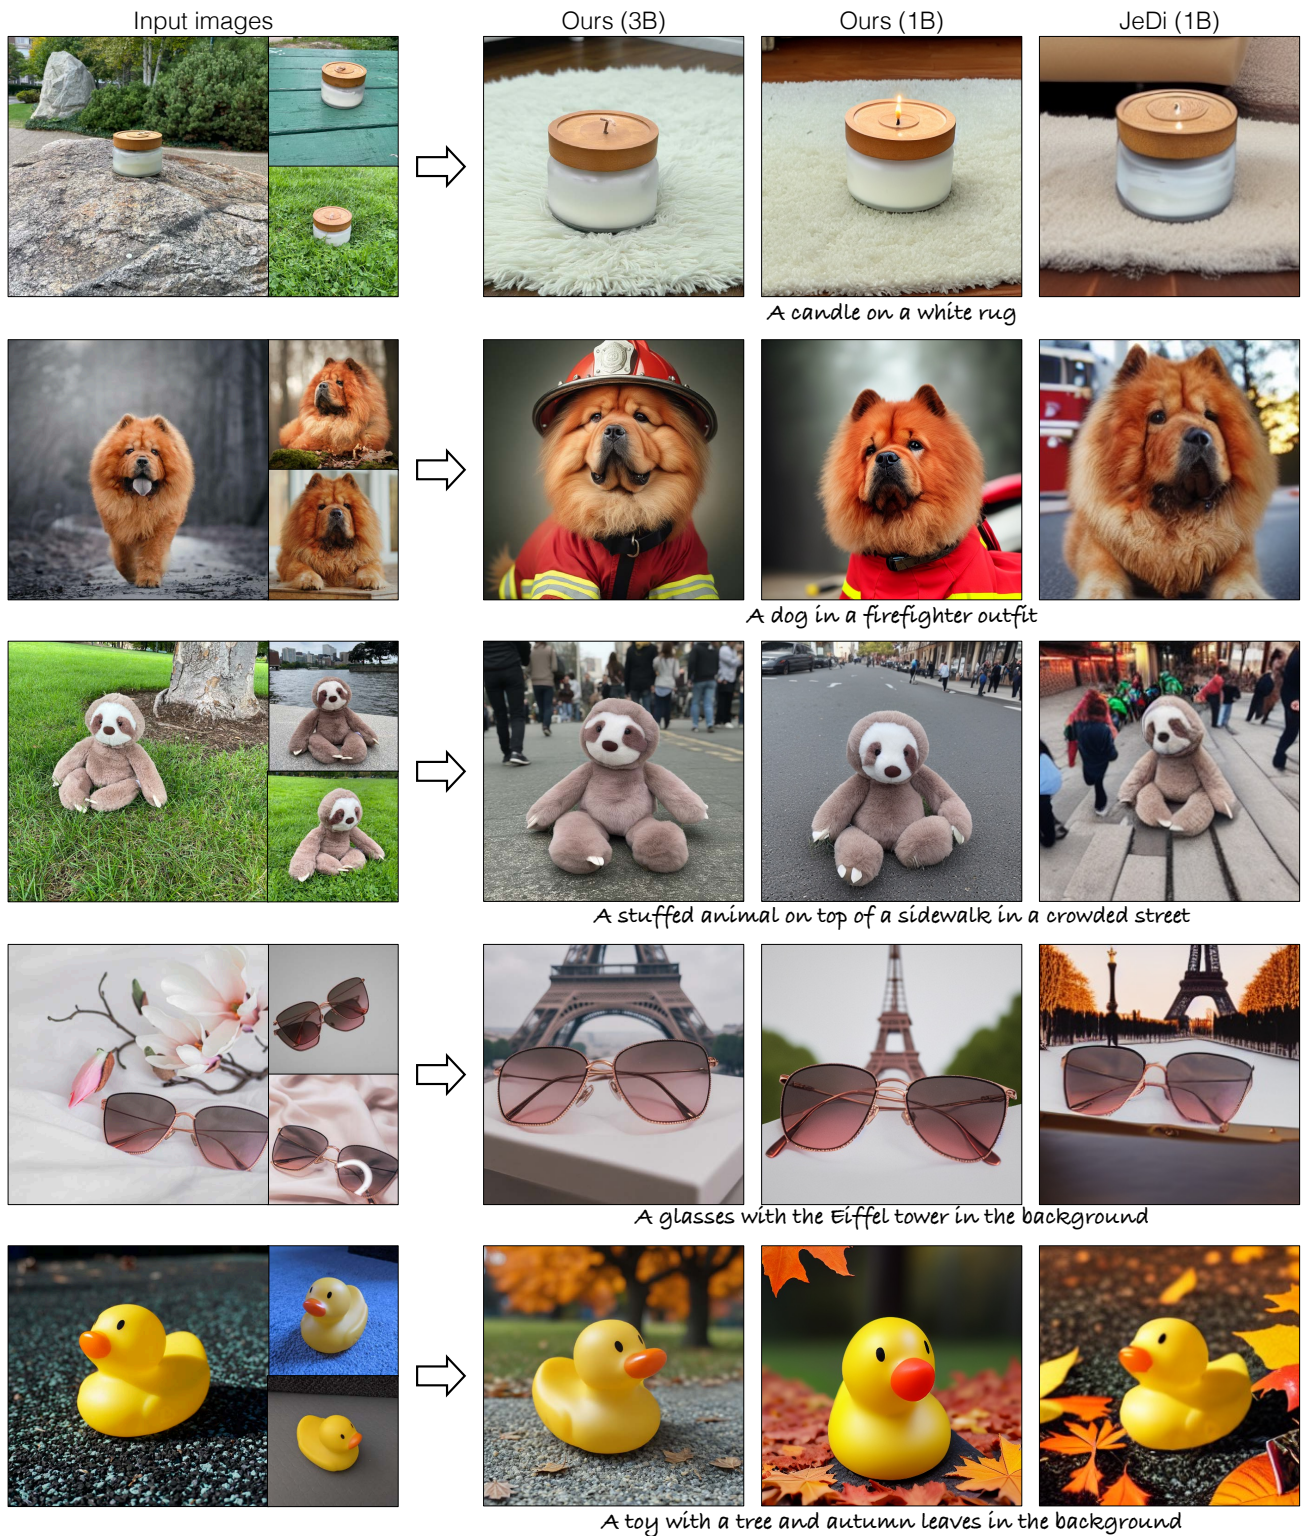 Input images
Ours (3B)
Ours (1B)
JeDi (1B)
A candle on a white rug
A dog in a firefighter outfit
A stuffed animal on top of a sidewalk in a crowded street
A glasses with the Eiffel tower in the background
A toy with a tree and autumn leaves in the background